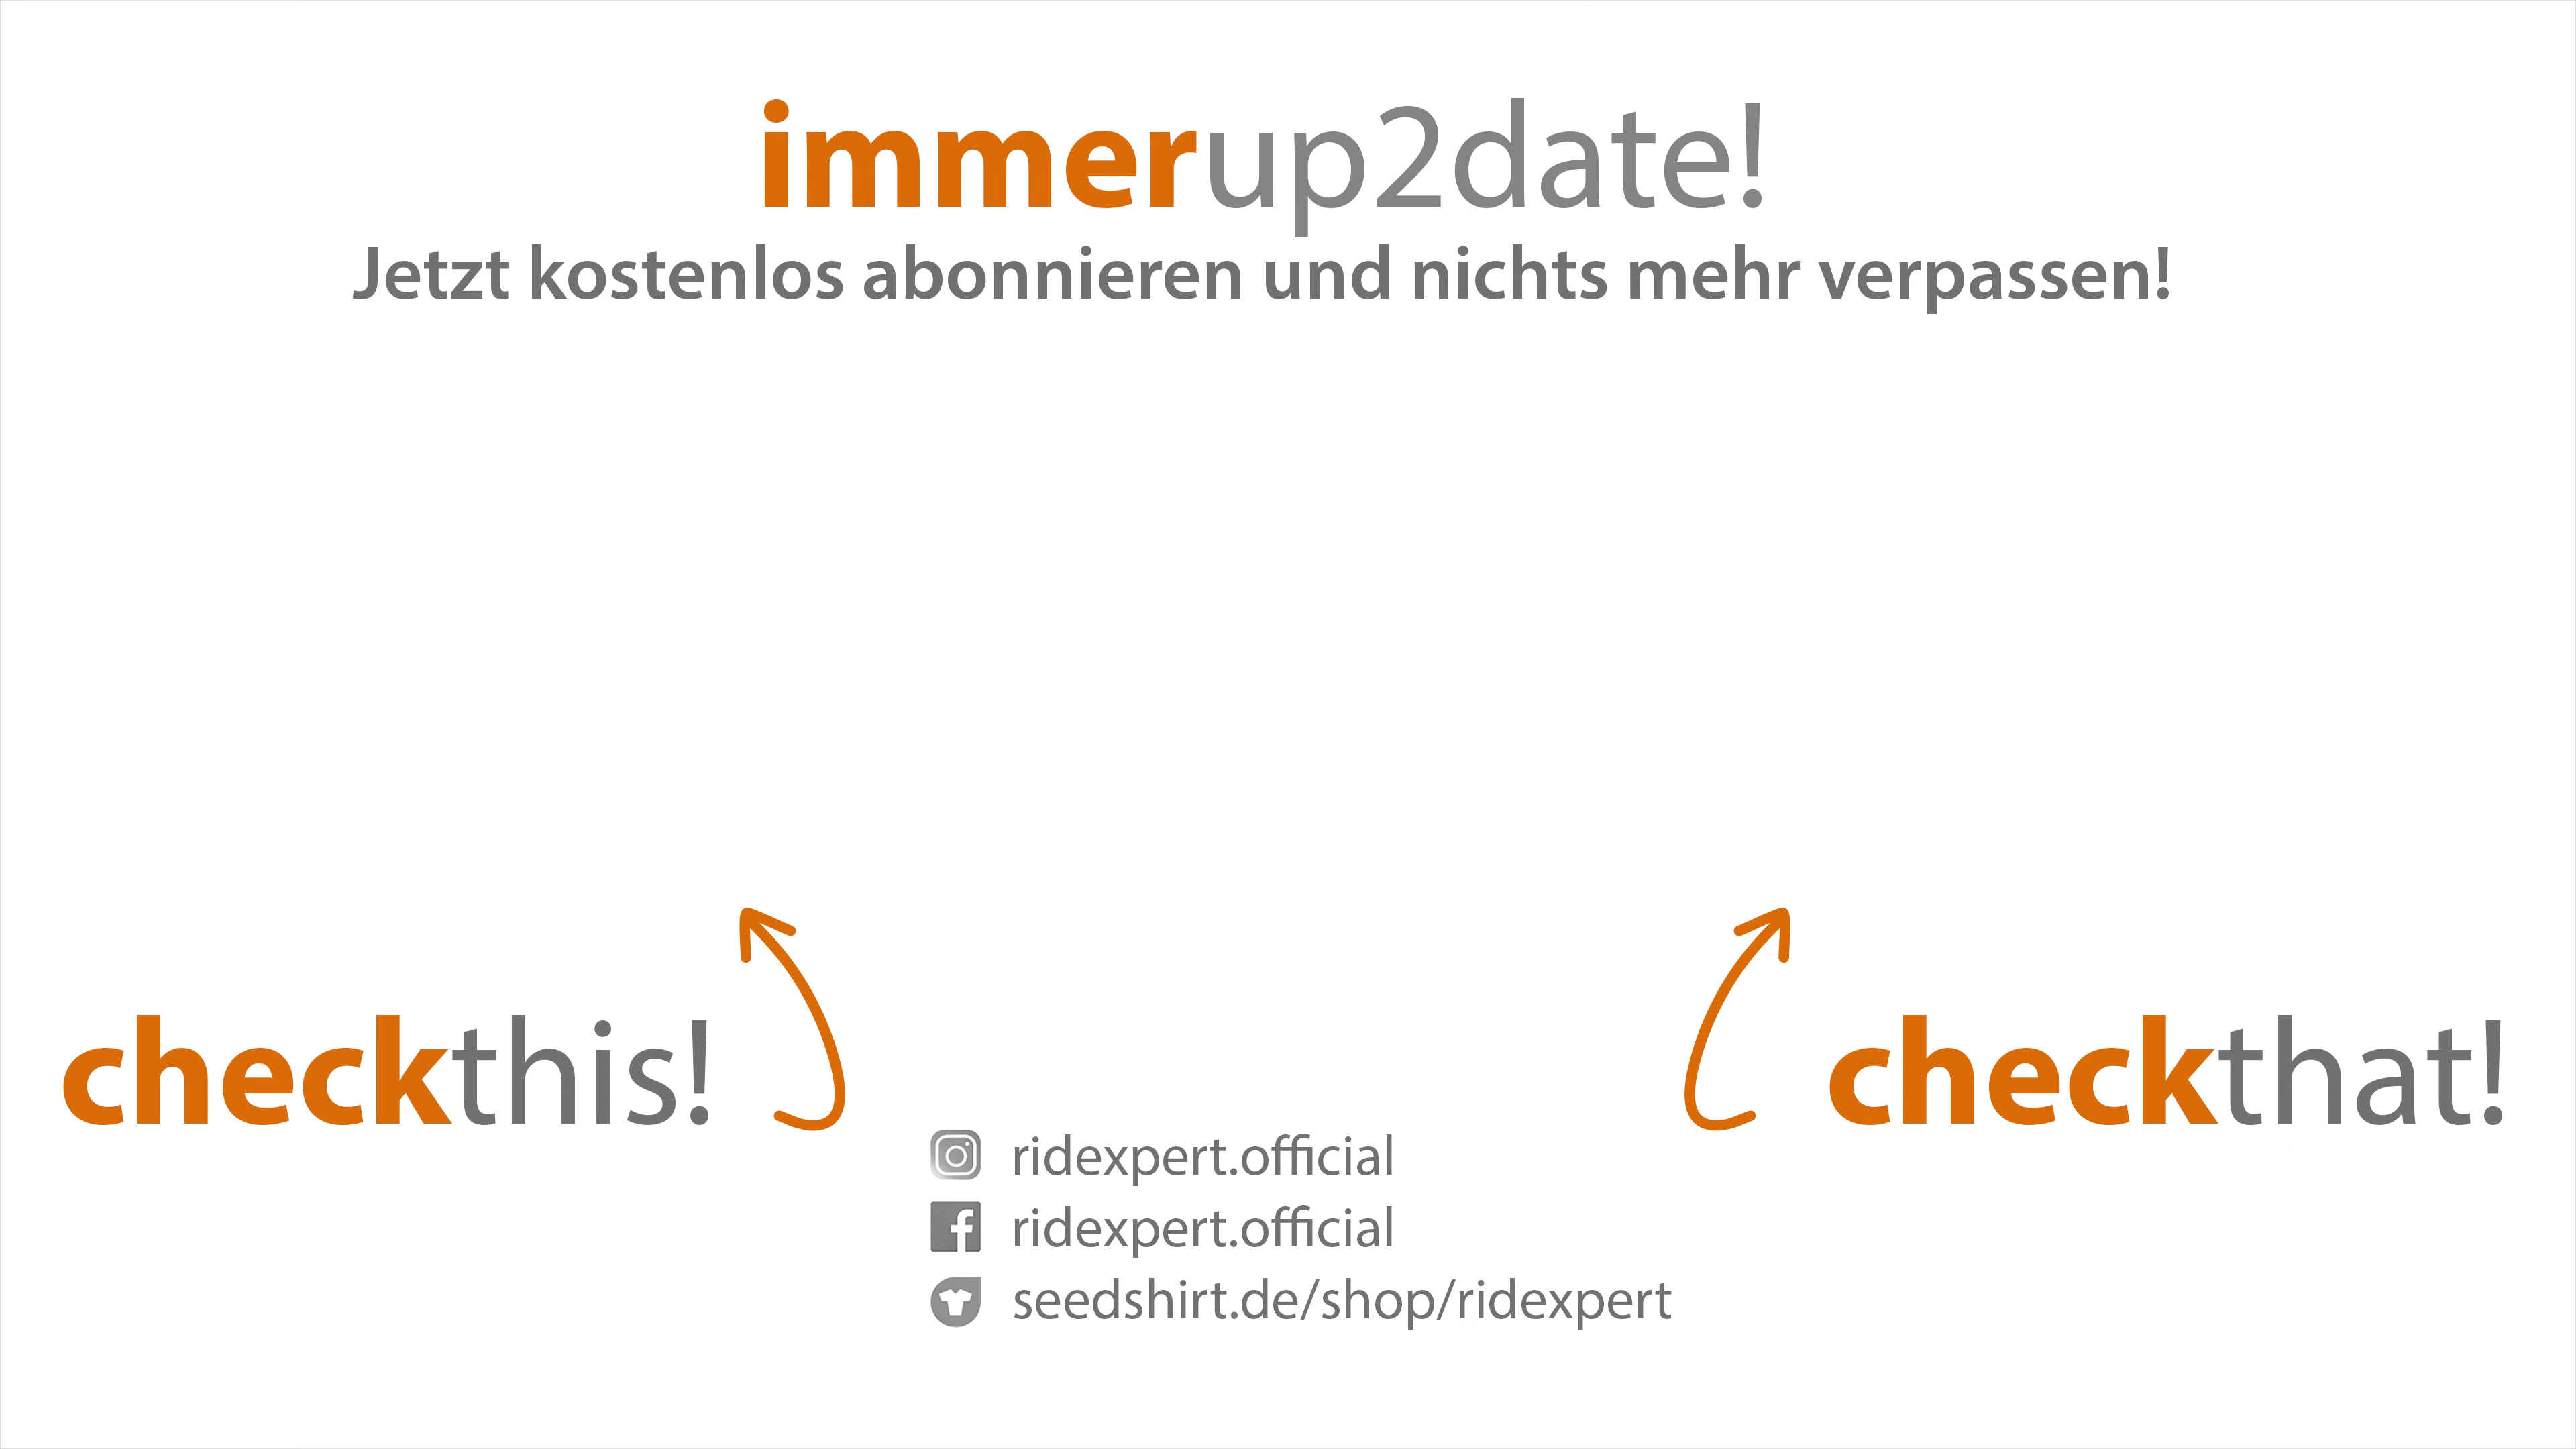 immerup2date!
Jetzt kostenlos abonnieren und nichts mehr verpassen!
checkthis!
checkthat!
ridexpert.official
ridexpert.official
seedshirt.de/shop/ridexpert